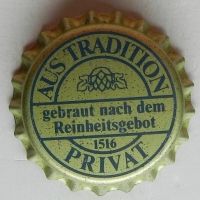 AUS TRADITION
gebraut nach dem
Reinheitsgebot
1516
PRIVAT